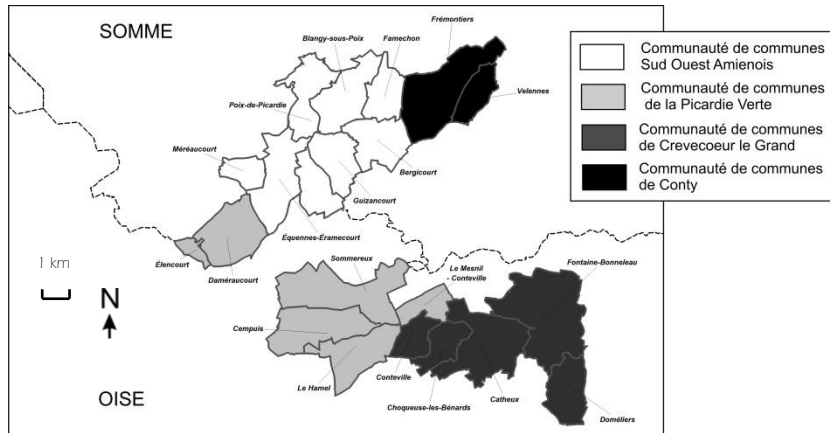 SOMME
Blangy-sous-Poix
Famechon
Frémontiers
Poix-de-Picardie
Velennes
Méréaucourt
Bergicourt
Guizancourt
Équennes-Éramecourt
Élencourt
Daméraucourt
Sommereux
Le Mesnil
- Conteville
Fontaine-Bonneleau
1 km
N
Cempuis
Le Hamel
Conteville
Choqueuse-les-Bénards
Catheux
Doméliers
OISE
Communauté de communes
Sud Ouest Amienois
Communauté de communes
de la Picardie Verte
Communauté de communes
de Crevecoeur le Grand
Communauté de communes
de Conty